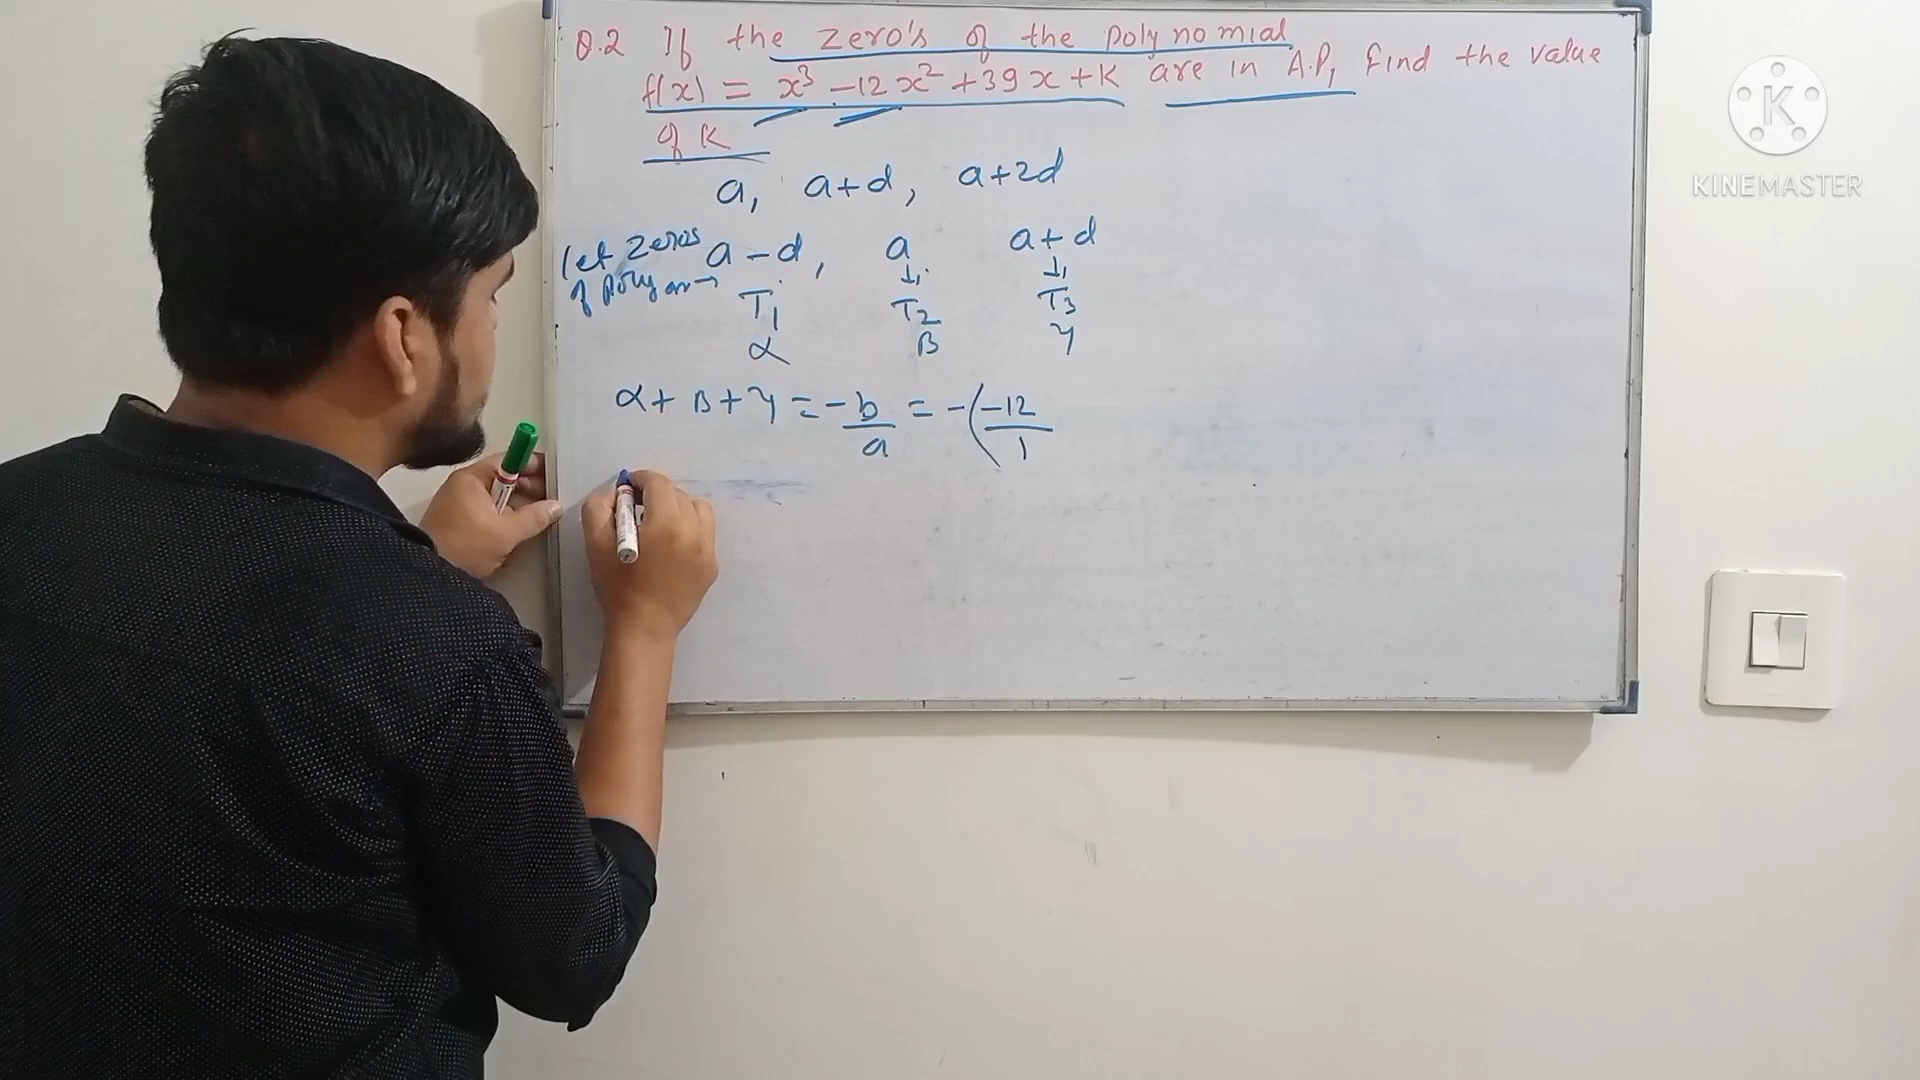 Q.2 If the zero's of the polynomial
f(x) = x³ -12x² +39x + K are in A.P, find the value
of K
a, a+d, a+2d
let zeros a-d, a a+d
of polynom→
↓ ↓
T₁ T₂ T₃
α β γ
α + β + γ = -b/a = -(-12/1
K
KINEMASTER